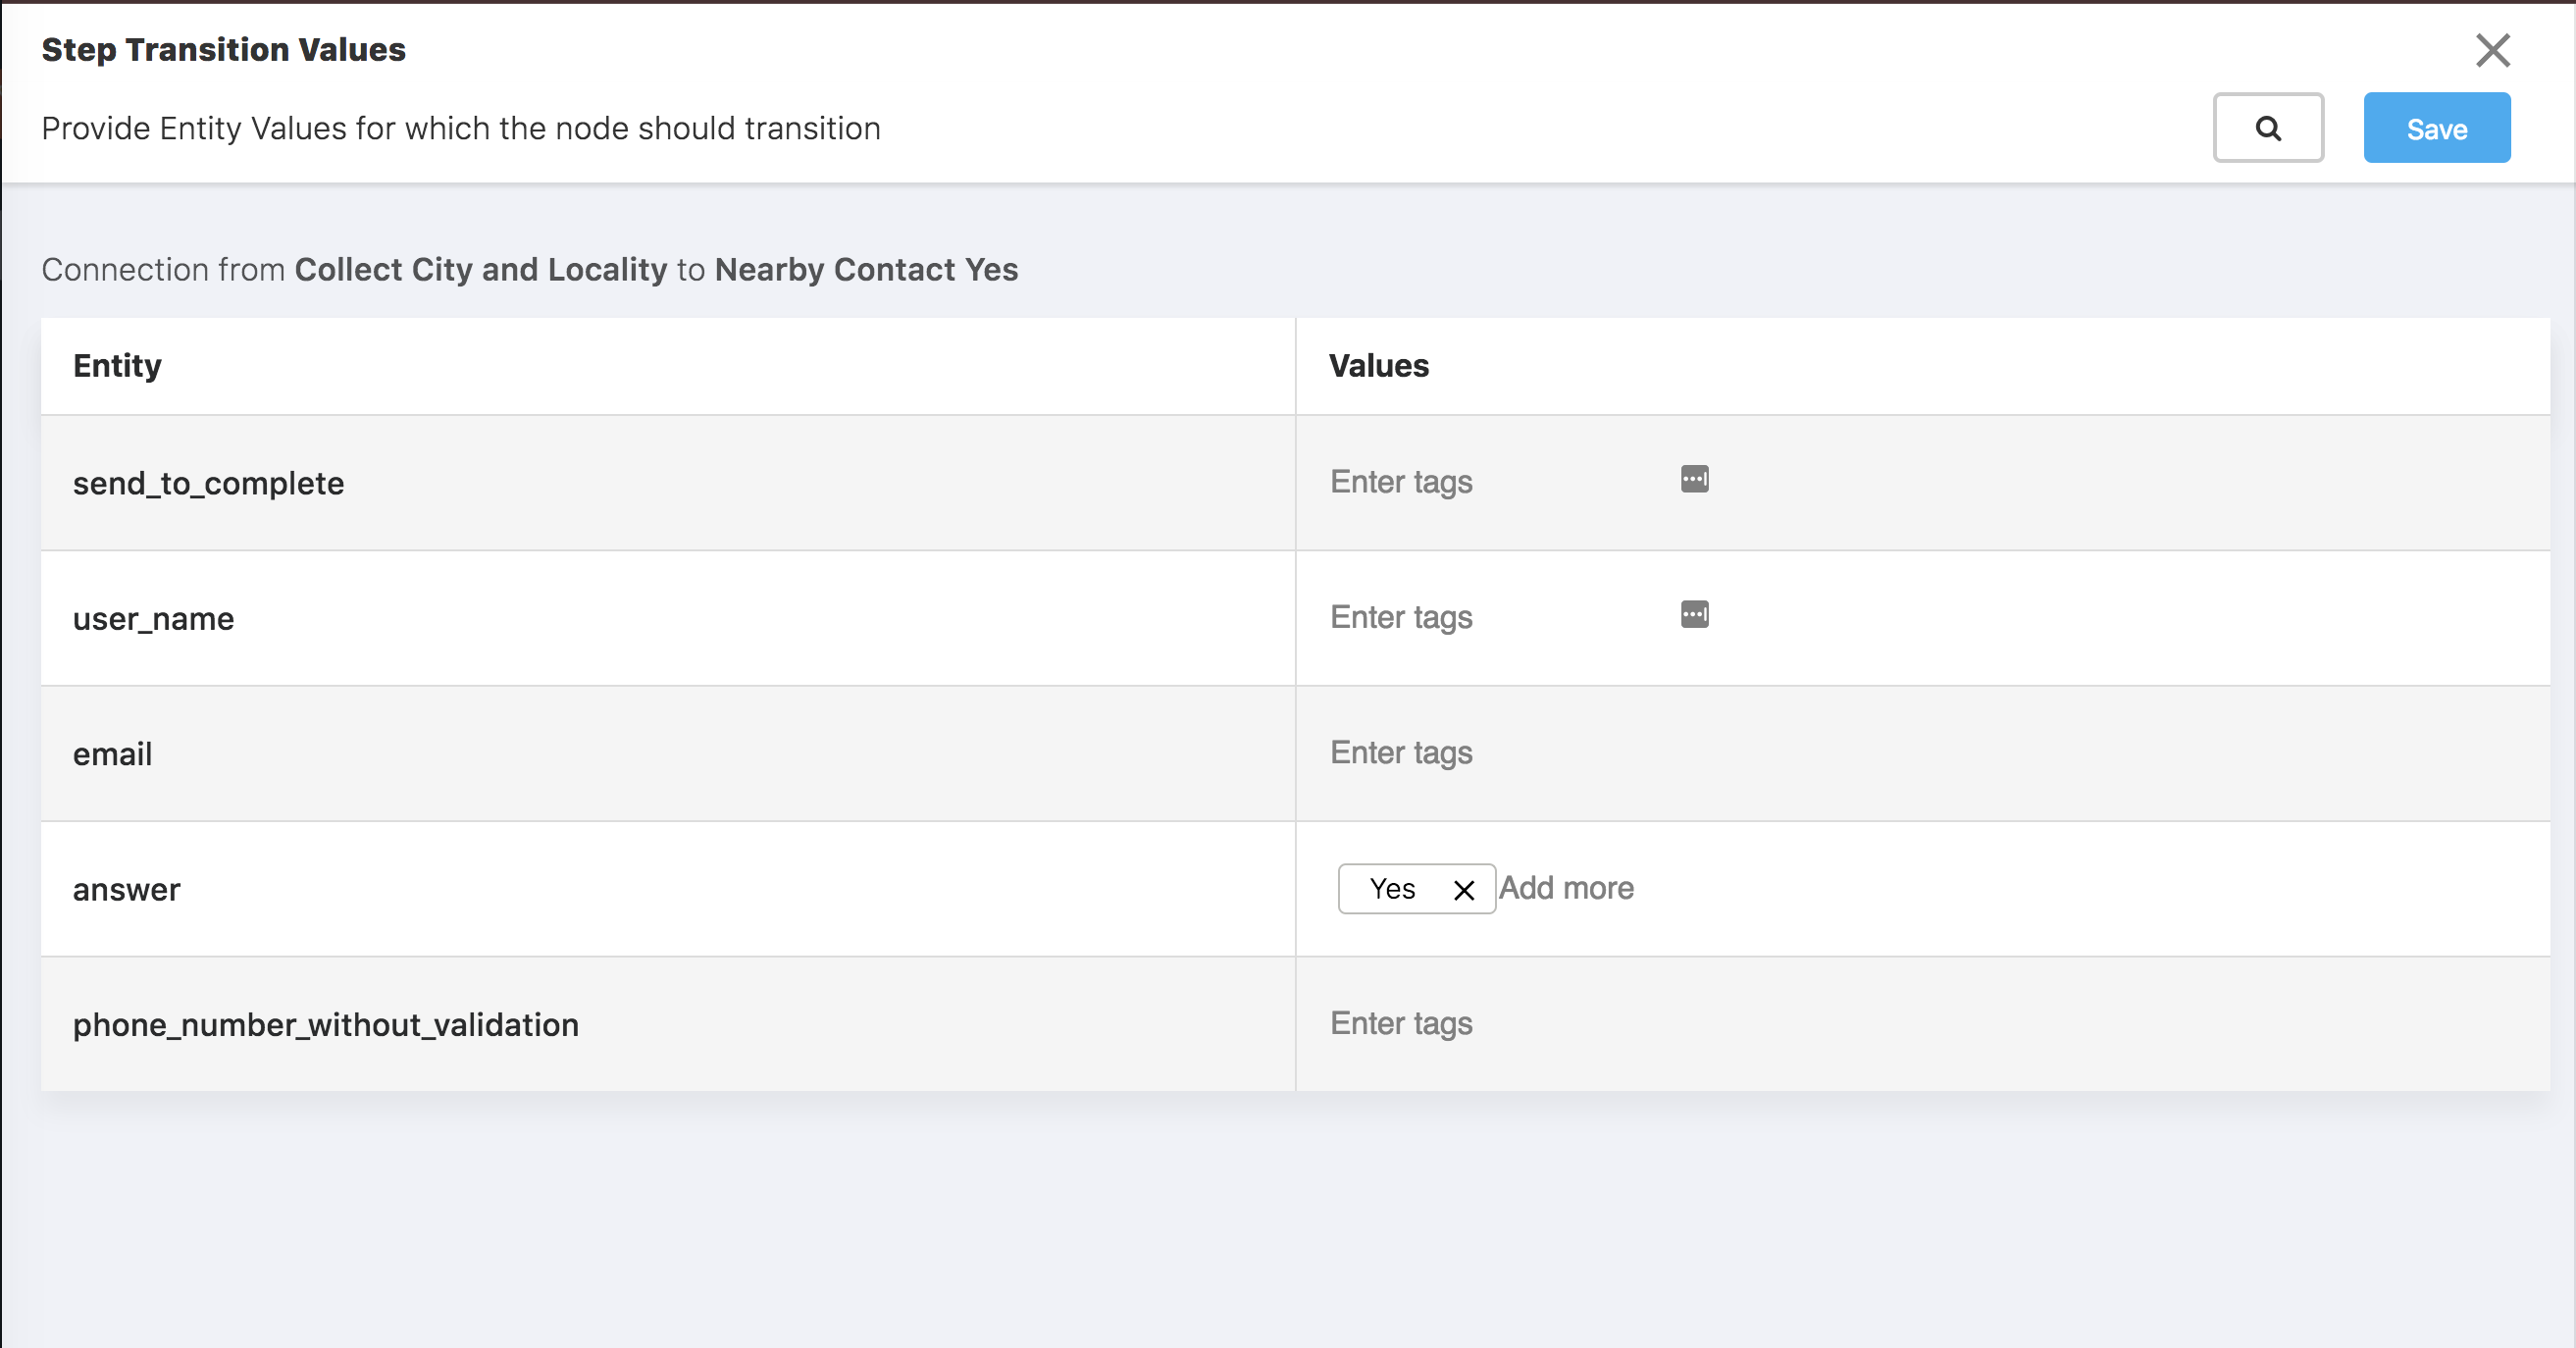 Step Transition Values
Provide Entity Values for which the node should transition
Save
Connection from Collect City and Locality to Nearby Contact Yes
Entity
Values
send_to_complete
Enter tags
user_name
Enter tags
email
Enter tags
answer
Yes
Add more
phone_number_without_validation
Enter tags